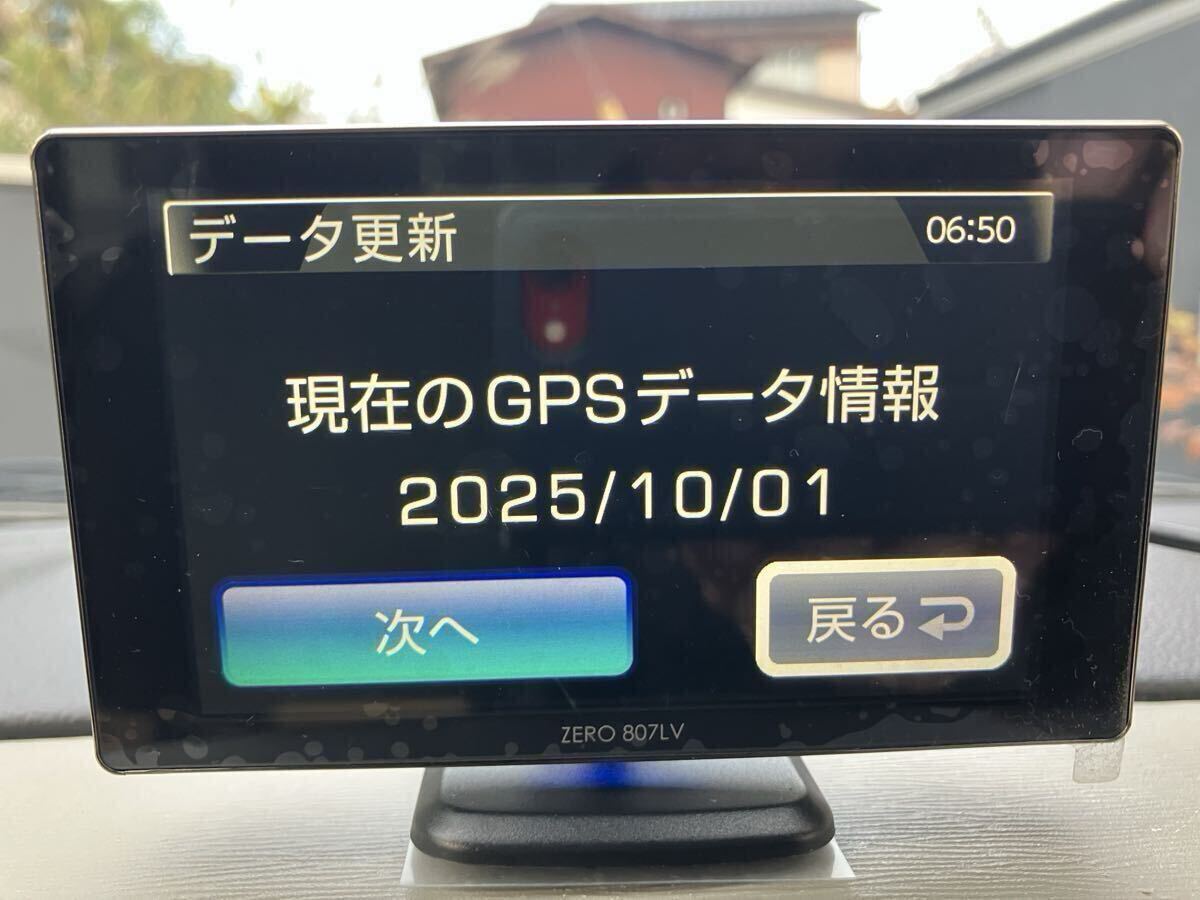 データ更新 06:50
現在のGPSデータ情報
2025/10/01
次へ 戻る
ZERO 807LV